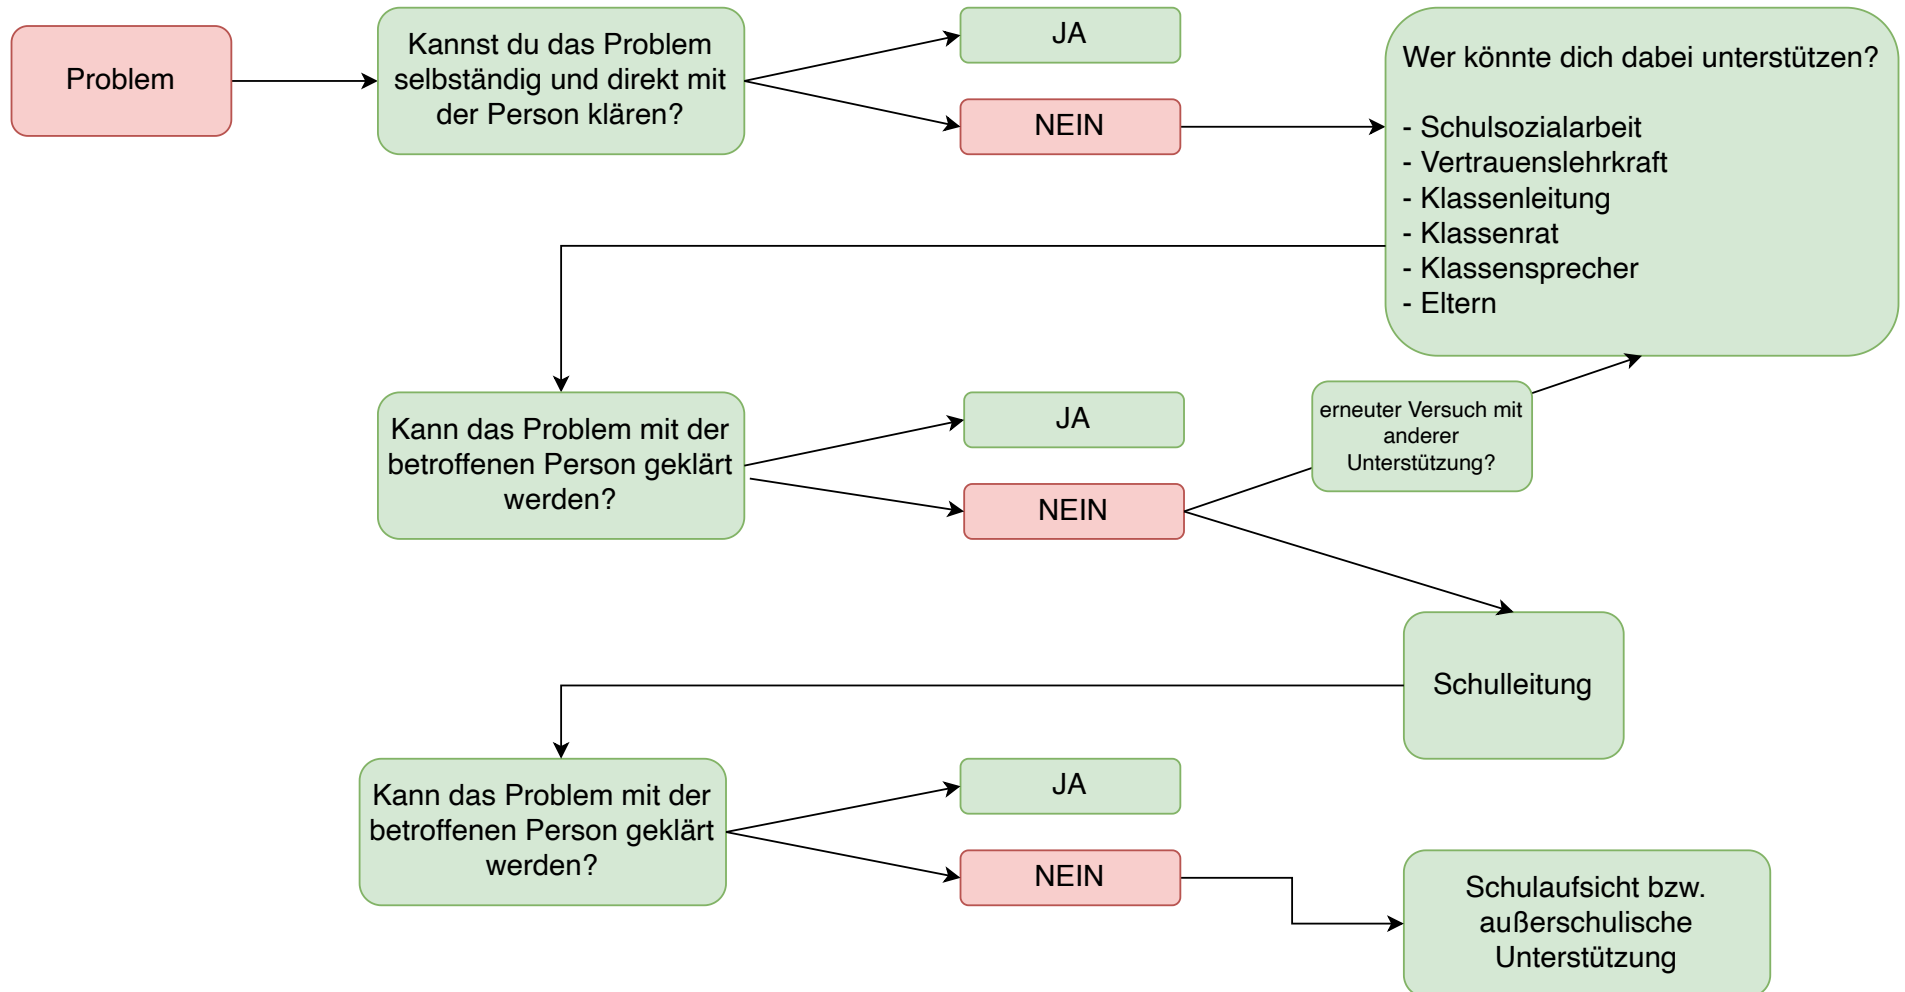 Problem
Kannst du das Problem
selbständig und direkt mit
der Person klären?
JA
NEIN
Wer könnte dich dabei unterstützen?
- Schulsozialarbeit
- Vertrauenslehrkraft
- Klassenleitung
- Klassenrat
- Klassensprecher
- Eltern
Kann das Problem mit der
betroffenen Person geklärt
werden?
JA
NEIN
erneuter Versuch mit
anderer
Unterstützung?
Schulleitung
Kann das Problem mit der
betroffenen Person geklärt
werden?
JA
NEIN
Schulaufsicht bzw.
außerschulische
Unterstützung